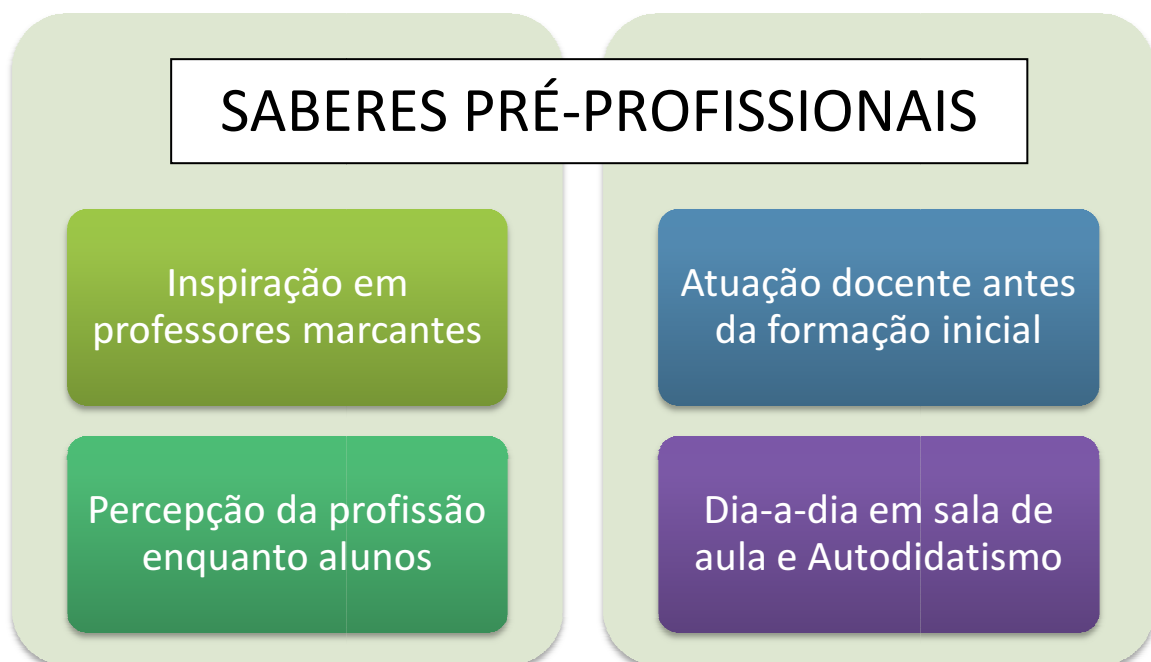 SABERES PRÉ-PROFISSIONAIS
Inspiração em
professores marcantes
Percepção da profissão
enquanto alunos
Atuação docente antes
da formação inicial
Dia-a-dia em sala de
aula e Autodidatismo